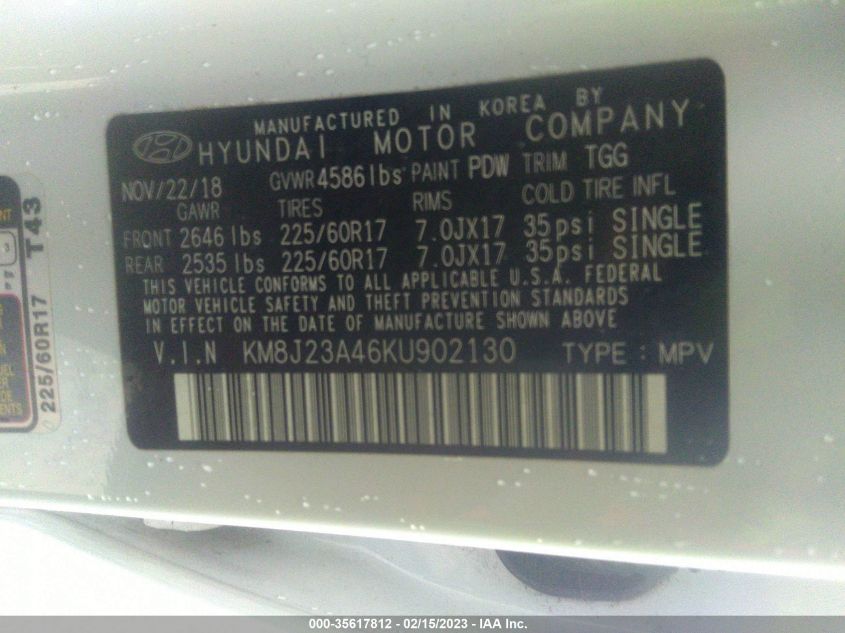 MANUFACTURED IN KOREA BY
HYUNDAI MOTOR COMPANY
NOV/22/18 GVWR 4586 lbs PAINT PDW TRIM TGG
GAWR TIRES RIMS COLD TIRE INFL
FRONT 2646 lbs 225/60R17 7.0JX17 35psi SINGLE
REAR 2535 lbs 225/60R17 7.0JX17 35psi SINGLE
THIS VEHICLE CONFORMS TO ALL APPLICABLE U.S.A. FEDERAL
MOTOR VEHICLE SAFETY AND THEFT PREVENTION STANDARDS
IN EFFECT ON THE DATE OF MANUFACTURE SHOWN ABOVE
V.I.N KM8J23A46KU902130 TYPE : MPV
225/60R17 T43
000-35617812 - 02/15/2023 - IAA Inc.